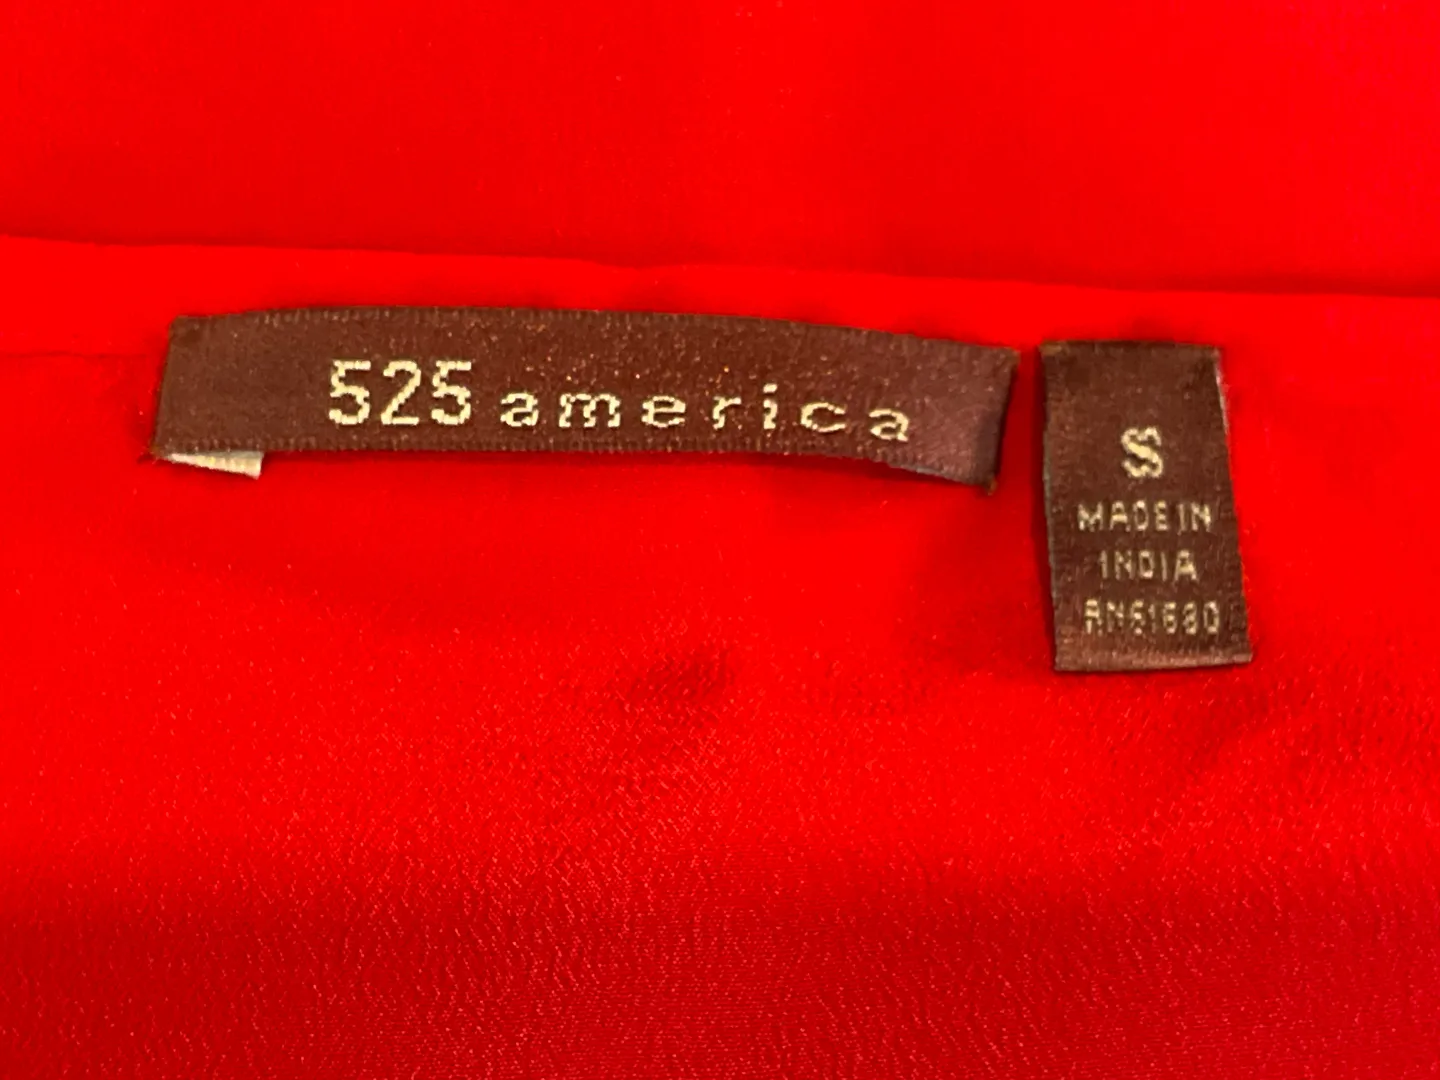 525 america
S
MADE IN
INDIA
RN61680